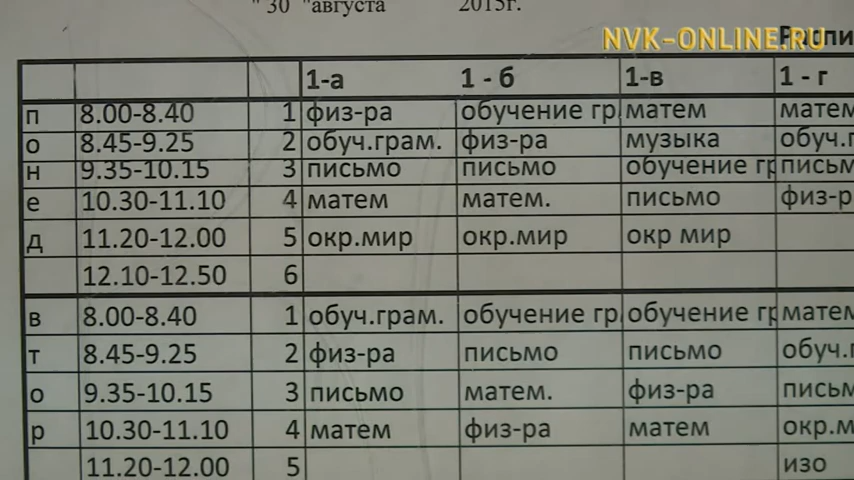 " 30 "августа 2015г.
NVK-ONLINE.RU
1-а 1 - б 1-в 1 - г
п 8.00-8.40 1 физ-ра обучение гр матем матем
о 8.45-9.25 2 обуч.грам. физ-ра музыка обуч.г
н 9.35-10.15 3 письмо письмо обучение гр письм
е 10.30-11.10 4 матем матем. письмо физ-р
д 11.20-12.00 5 окр.мир окр.мир окр мир
12.10-12.50 6
в 8.00-8.40 1 обуч.грам. обучение гр обучение гр матем
т 8.45-9.25 2 физ-ра письмо письмо обуч.г
о 9.35-10.15 3 письмо матем. физ-ра письм
р 10.30-11.10 4 матем физ-ра матем окр.м
11.20-12.00 5 изо